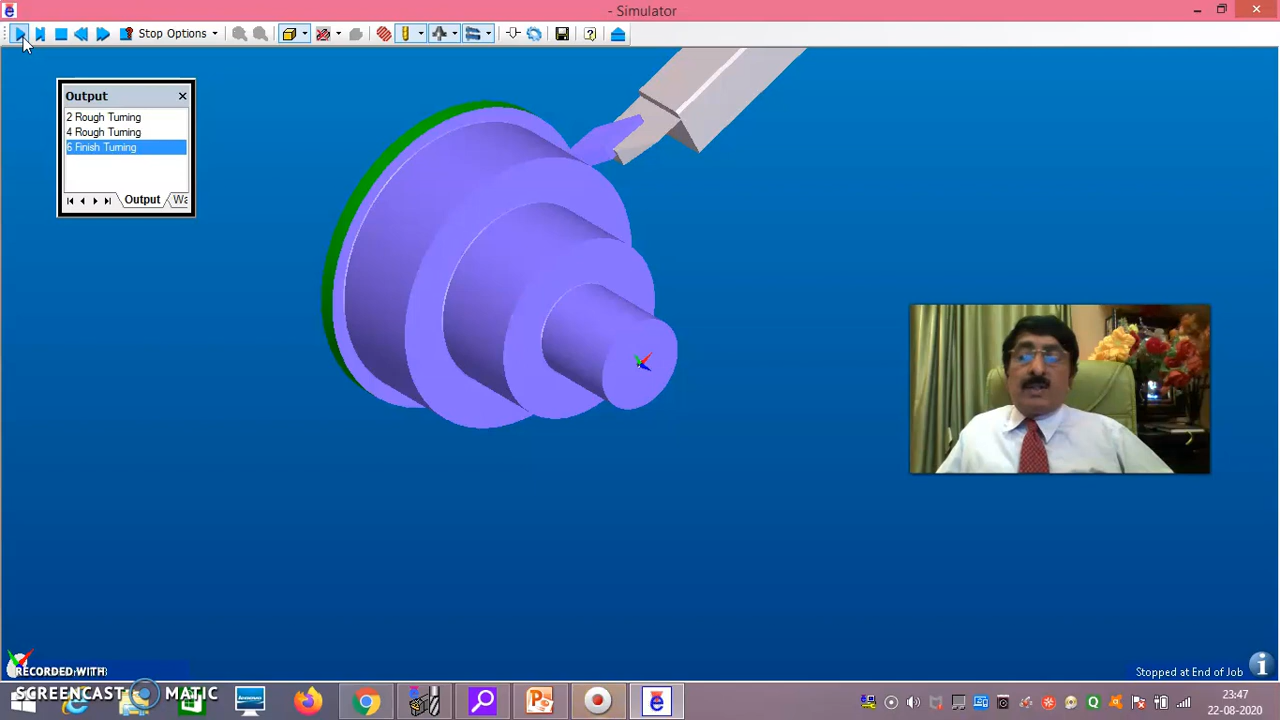 - Simulator
Stop Options
Output
2 Rough Turning
4 Rough Turning
6 Finish Turning
Output
RECORDED WITH
SCREENCAST MATIC
Stopped at End of Job
23:47
22-08-2020